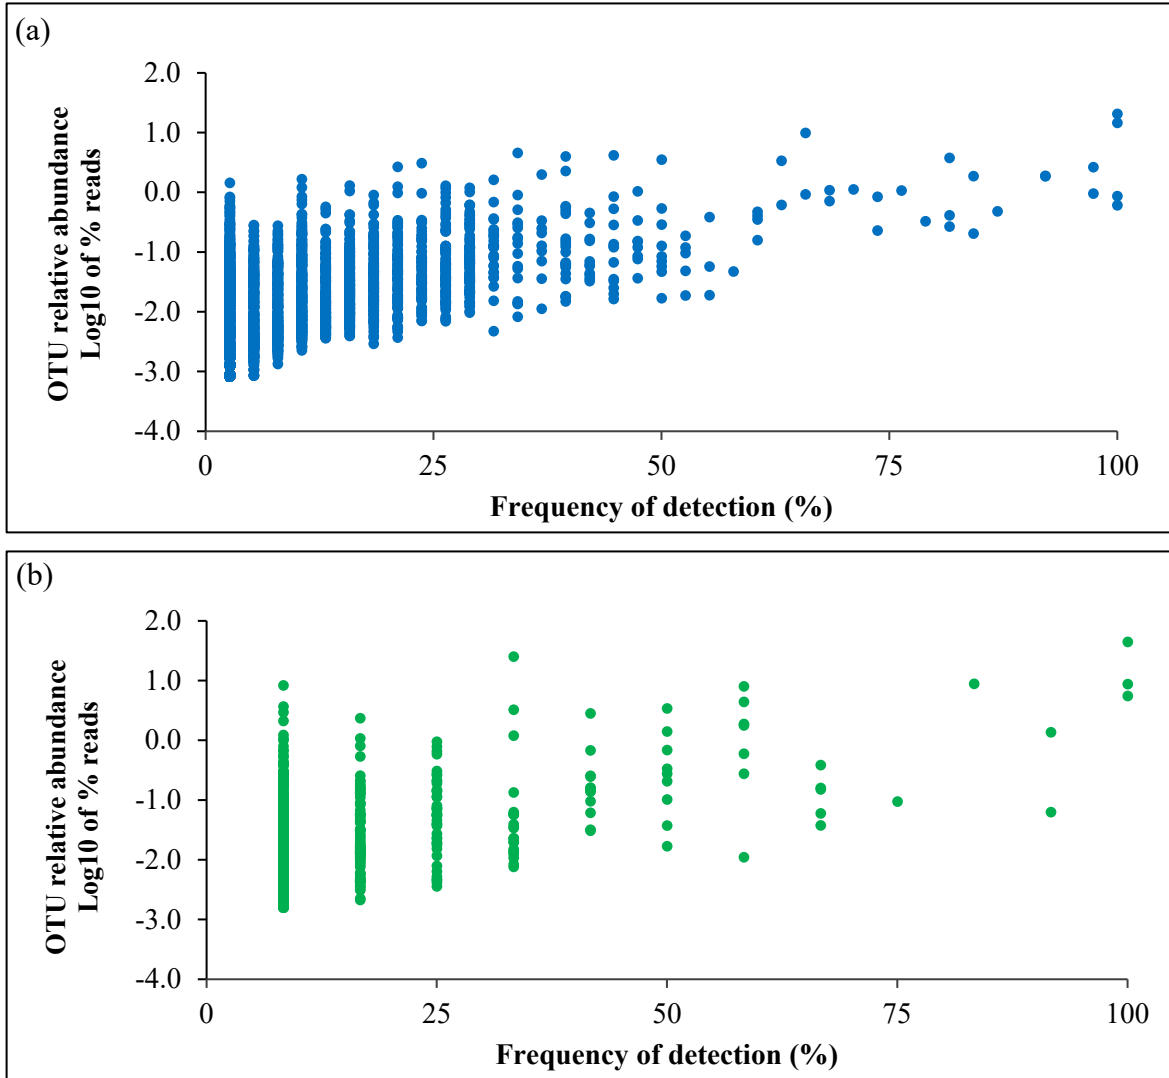 (a)
OTU relative abundance
Log10 of % reads
2.0
1.0
0.0
-1.0
-2.0
-3.0
-4.0
0 25 50 75 100
Frequency of detection (%)
(b)
OTU relative abundance
Log10 of % reads
2.0
1.0
0.0
-1.0
-2.0
-3.0
-4.0
0 25 50 75 100
Frequency of detection (%)